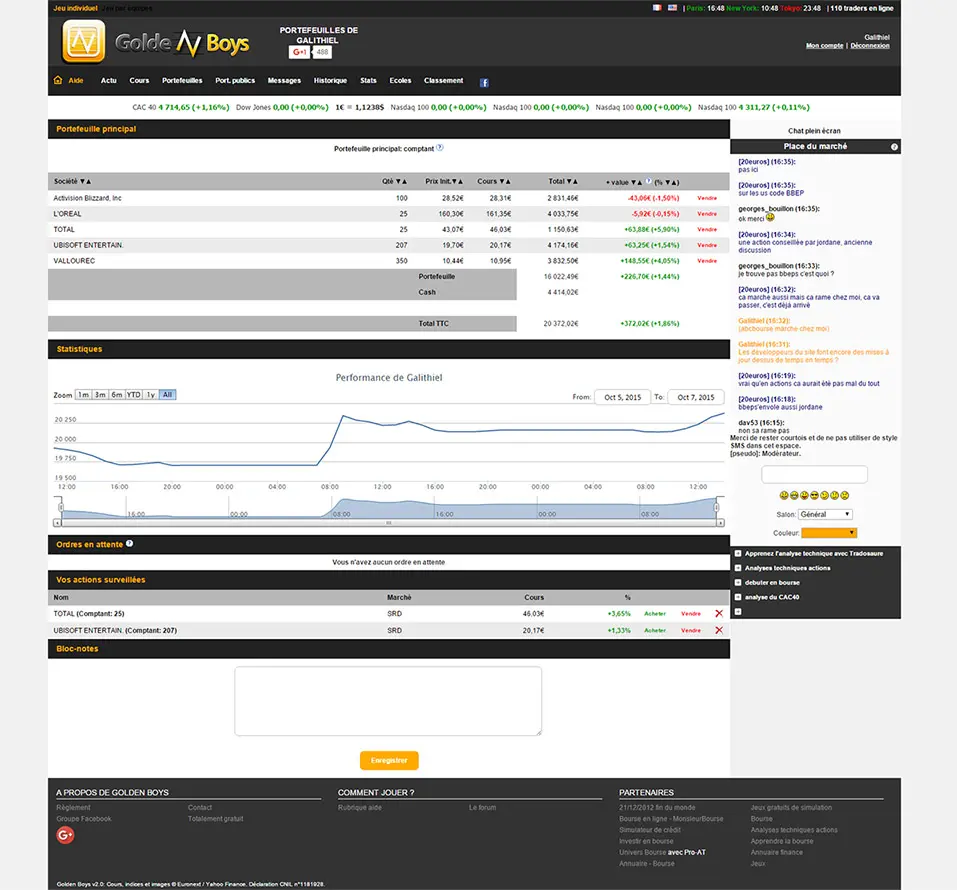 Jeu individuel Jeu par équipes
| Paris: 16:48 New York: 10:48 Tokyo: 23:48 | 110 traders en ligne
Golden Boys
PORTEFEUILLES DE
GALITHIEL
G+1 488
Galithiel
Mon compte | Déconnexion
Aide Actu Cours Portefeuilles Port. publics Messages Historique Stats Ecoles Classement
CAC 40 4 714,65 (+1,16%) Dow Jones 0,00 (+0,00%) 1€ = 1,1238$ Nasdaq 100 0,00 (+0,00%) Nasdaq 100 0,00 (+0,00%) Nasdaq 100 0,00 (+0,00%) Nasdaq 100 4 311,27 (+0,11%)
Portefeuille principal
Portefeuille principal: comptant ?
Société ▼▲ Qté ▼▲ Prix Init.▼▲ Cours ▼▲ Total ▼▲ + value ▼▲ ? (% ▼▲)
Activision Blizzard, Inc 100 28,52€ 28,31€ 2 831,46€ -43,06€ (-1,50%) Vendre
L'OREAL 25 160,30€ 161,35€ 4 033,75€ -5,92€ (-0,15%) Vendre
TOTAL 25 43,07€ 46,03€ 1 150,63€ +63,88€ (+5,90%) Vendre
UBISOFT ENTERTAIN. 207 19,70€ 20,17€ 4 174,16€ +63,25€ (+1,54%) Vendre
VALLOUREC 350 10,44€ 10,95€ 3 832,50€ +148,55€ (+4,05%) Vendre
Portefeuille 16 022,49€ +226,70€ (+1,44%)
Cash 4 414,02€
Total TTC 20 372,02€ +372,02€ (+1,86%)
Statistiques
Performance de Galithiel
Zoom 1m 3m 6m YTD 1y All
From: Oct 5, 2015 To: Oct 7, 2015
20 250
20 000
19 750
19 500
12:00 16:00 20:00 00:00 04:00 08:00 12:00 16:00 20:00 00:00 04:00 08:00 12:00
16:00 00:00 08:00 16:00 00:00 08:00
Ordres en attente ?
Vous n'avez aucun ordre en attente
Vos actions surveillées
Nom Marché Cours %
TOTAL (Comptant: 25) SRD 46,03€ +3,65% Acheter Vendre
UBISOFT ENTERTAIN. (Comptant: 207) SRD 20,17€ +1,33% Acheter Vendre
Bloc-notes
Enregistrer
Chat plein écran
Place du marché ?
[20euros] (16:35):
pas ici
[20euros] (16:35):
sur les us code BBEP
georges_bouillon (16:35):
ok merci
[20euros] (16:34):
une action conseillée par jordane, ancienne
discussion
georges_bouillon (16:33):
je trouve pas bbeps c'est quoi ?
[20euros] (16:32):
ca marche aussi mais ca rame chez moi, ca va
passer, c'est déjà arrivé
Galithiel (16:32):
(abcbourse marche chez moi)
Galithiel (16:31):
Les developpeurs du site font encore des mises à
jour dessus de temps en temps ?
[20euros] (16:19):
vrai qu'en actions ca aurait été pas mal du tout
[20euros] (16:18):
bbeps'envole aussi jordane
dav53 (16:15):
non sa rame pas
Merci de rester courtois et de ne pas utiliser de style
SMS dans cet espace.
[pseudo]: Modérateur.
Salon: Général
Couleur:
Apprenez l'analyse technique avec Tradosaure
Analyses techniques actions
debuter en bourse
analyse du CAC40
A PROPOS DE GOLDEN BOYS
Règlement Contact
Groupe Facebook Totalement gratuit
G+
COMMENT JOUER ?
Rubrique aide Le forum
PARTENAIRES
21/12/2012 fin du monde Jeux gratuits de simulation
Bourse en ligne - MonsieurBourse Bourse
Simulateur de crédit Analyses techniques actions
Investir en bourse Apprendre la bourse
Univers Bourse avec Pro-AT Annuaire finance
Annuaire - Bourse Jeux
Golden Boys v2.0: Cours, indices et images © Euronext / Yahoo Finance. Déclaration CNIL n°1181928.